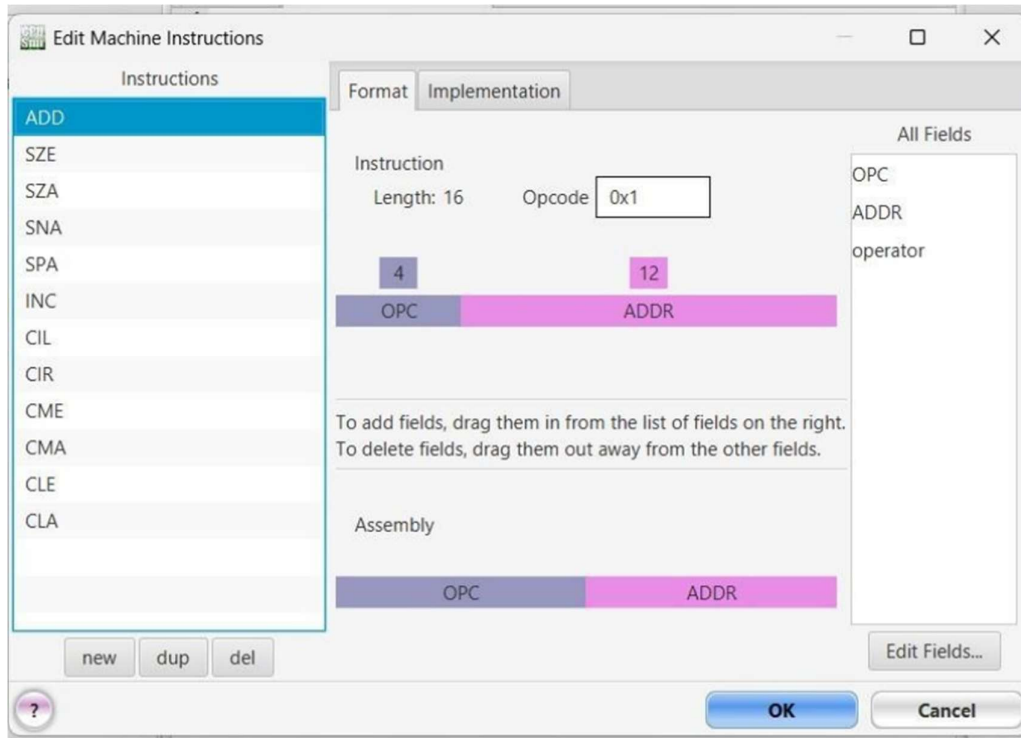 Edit Machine Instructions
Instructions
ADD
SZE
SZA
SNA
SPA
INC
CIL
CIR
CME
CMA
CLE
CLA
new dup del
Format Implementation
Instruction
Length: 16 Opcode 0x1
4 12
OPC ADDR
To add fields, drag them in from the list of fields on the right.
To delete fields, drag them out away from the other fields.
Assembly
OPC ADDR
All Fields
OPC
ADDR
operator
Edit Fields...
? OK Cancel